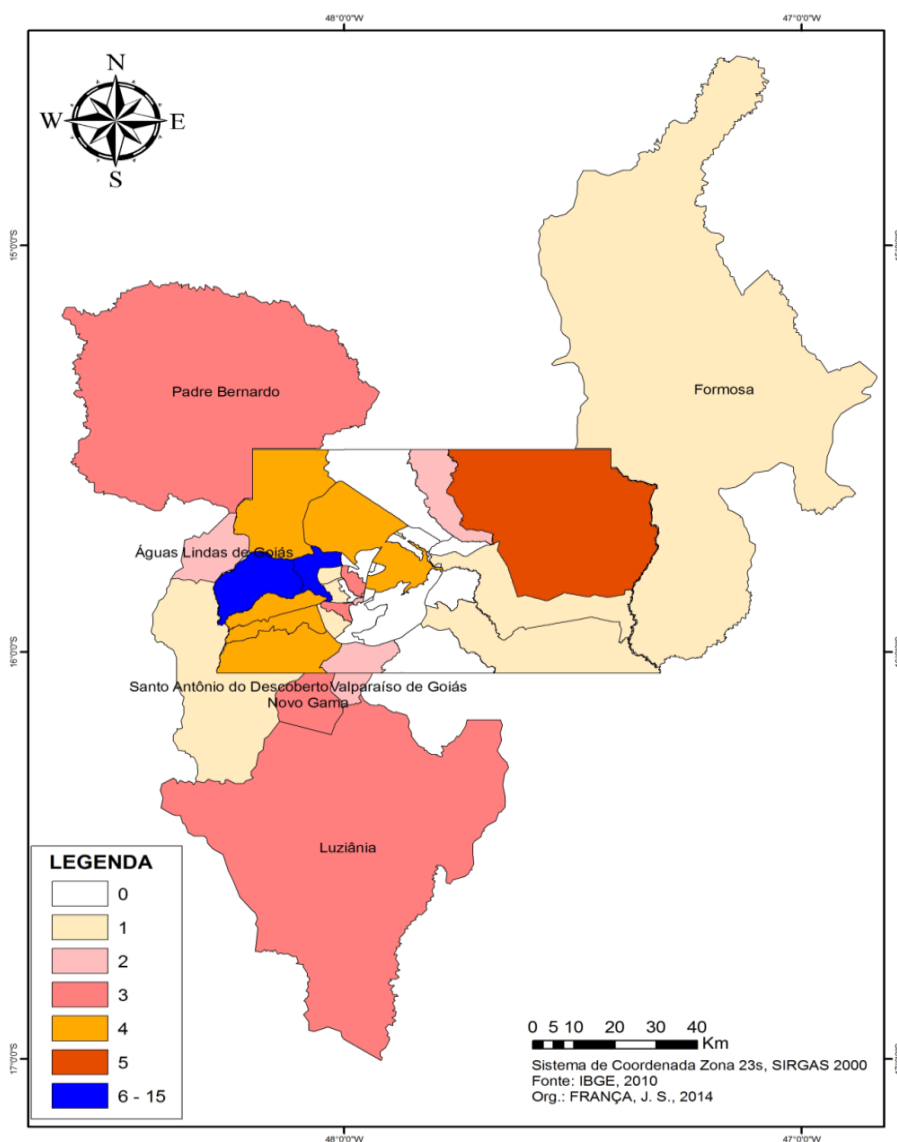 48°0'0"W 47°0'0"W
N
W E
S
15°0'0"S
Padre Bernardo
Formosa
Águas Lindas de Goiás
16°0'0"S
Santo Antônio do Descoberto Valparaíso de Goiás
Novo Gama
Luziânia
LEGENDA
0
1
2
3
4
5
6 - 15
0 5 10 20 30 40
Km
Sistema de Coordenada Zona 23s, SIRGAS 2000
Fonte: IBGE, 2010
Org.: FRANÇA, J. S., 2014
17°0'0"S
48°0'0"W 47°0'0"W